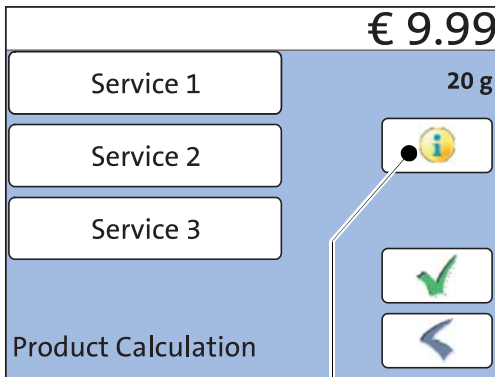 € 9.99
Service 1
20 g
Service 2
Service 3
Product Calculation